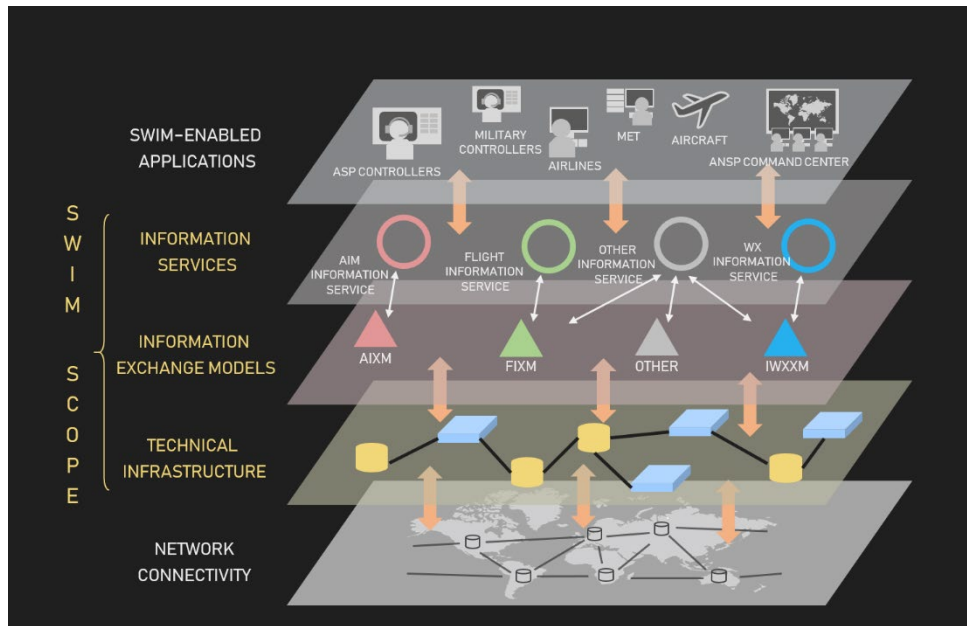 SWIM-ENABLED
APPLICATIONS
ASP CONTROLLERS
MILITARY
CONTROLLERS
AIRLINES
MET
AIRCRAFT
ANSP COMMAND CENTER
SWIM SCOPE
INFORMATION
SERVICES
AIM
INFORMATION
SERVICE
FLIGHT
INFORMATION
SERVICE
OTHER
INFORMATION
SERVICE
WX
INFORMATION
SERVICE
INFORMATION
EXCHANGE MODELS
AIXM
FIXM
OTHER
IWXXM
TECHNICAL
INFRASTRUCTURE
NETWORK
CONNECTIVITY